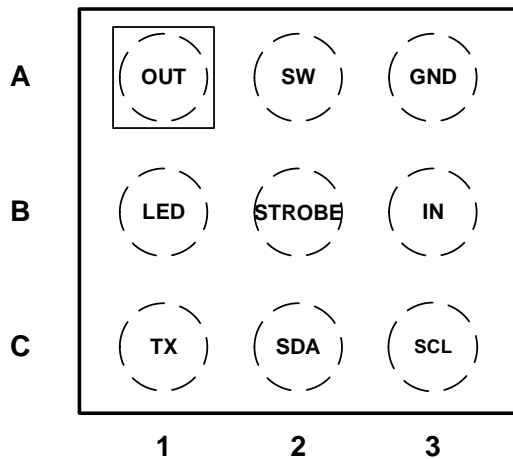 A OUT SW GND
B LED STROBE IN
C TX SDA SCL
1 2 3